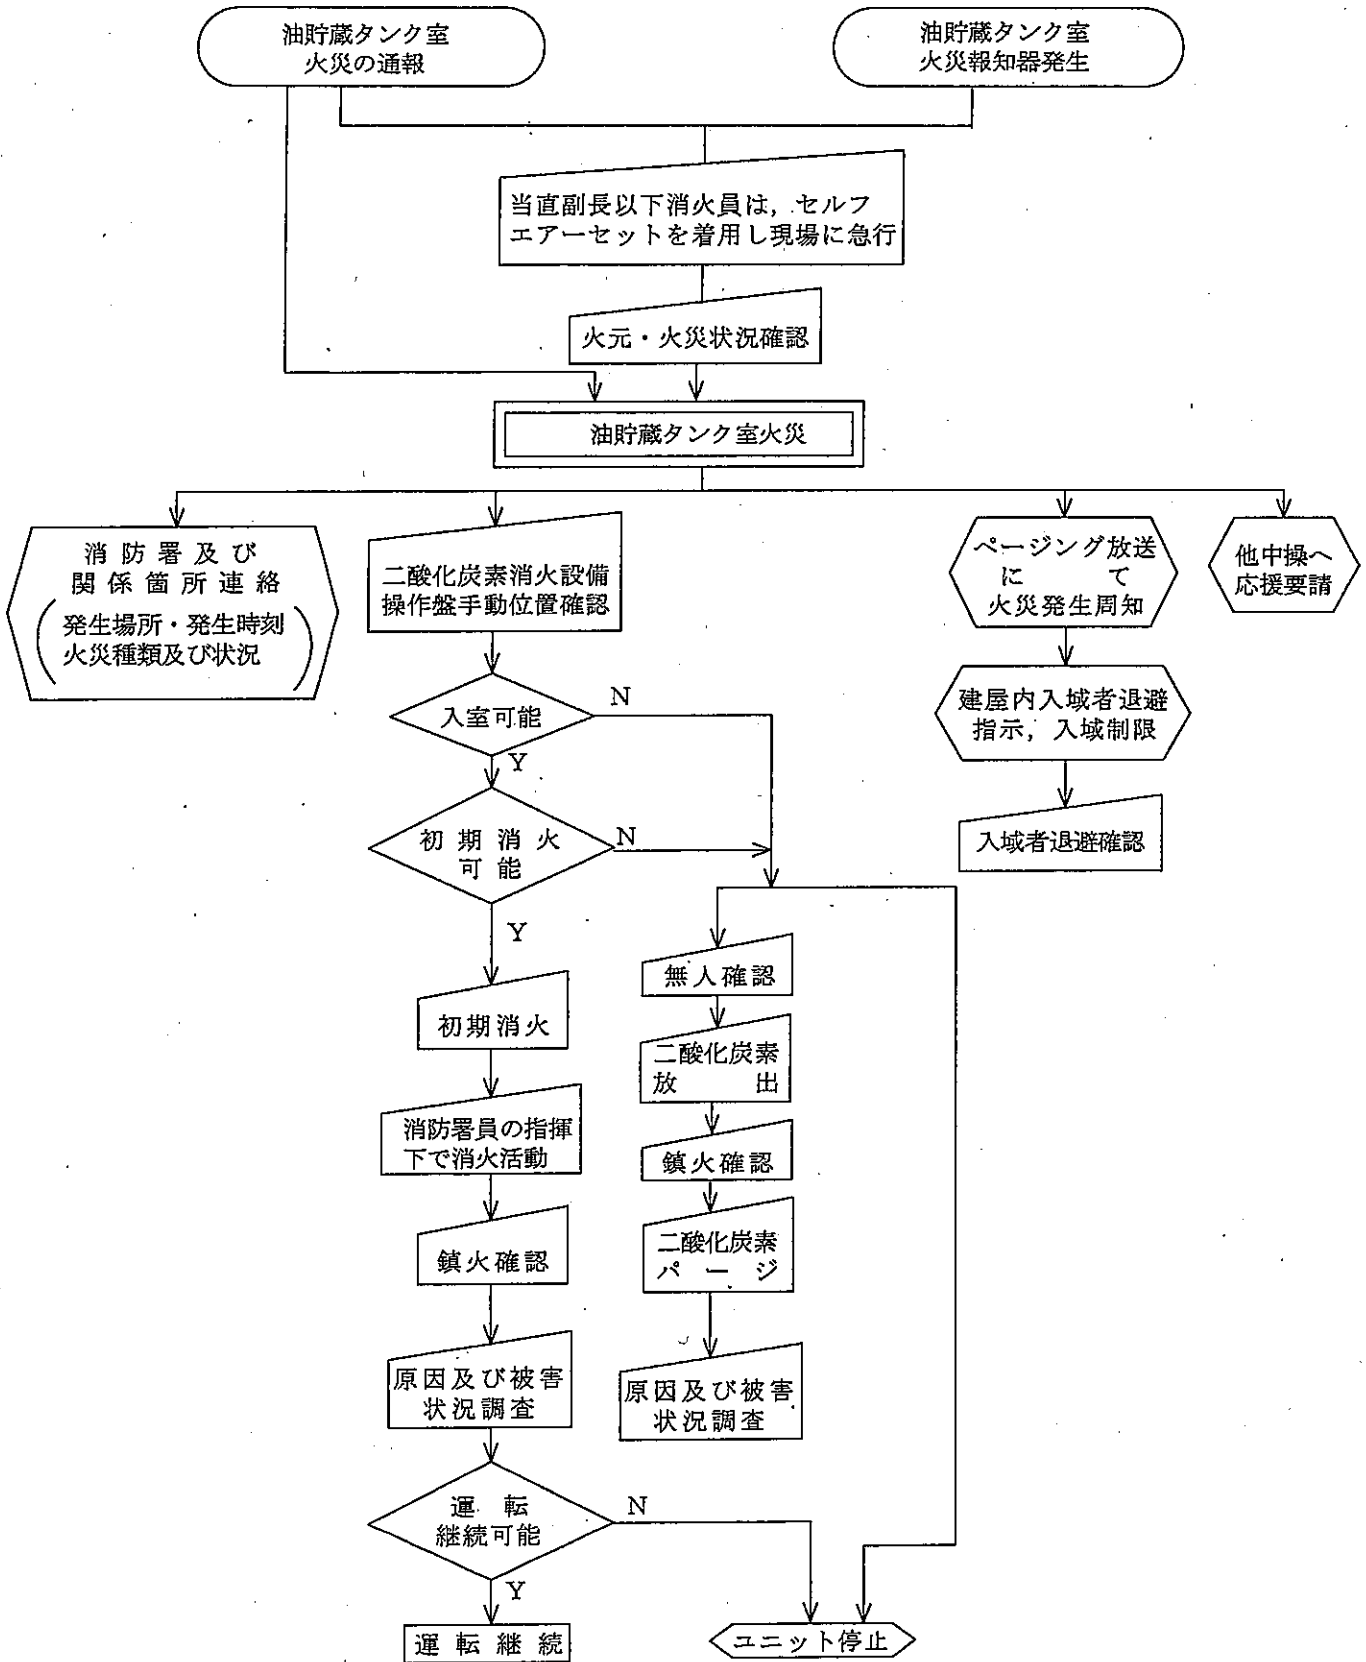 油貯蔵タンク室
火災の通報
油貯蔵タンク室
火災報知器発生
当直副長以下消火員は，セルフ
エアーセットを着用し現場に急行
火元・火災状況確認
油貯蔵タンク室火災
消防署及び
関係箇所連絡
（発生場所・発生時刻
火災種類及び状況）
二酸化炭素消火設備
操作盤手動位置確認
ページング放送
にて
火災発生周知
他中操へ
応援要請
入室可能
N
Y
建屋内入域者退避
指示，入域制限
初期消火
可能
N
Y
入域者退避確認
無人確認
初期消火
二酸化炭素
放出
消防署員の指揮
下で消火活動
鎮火確認
鎮火確認
二酸化炭素
パージ
原因及び被害
状況調査
原因及び被害
状況調査
運転
継続可能
N
Y
運転継続
ユニット停止